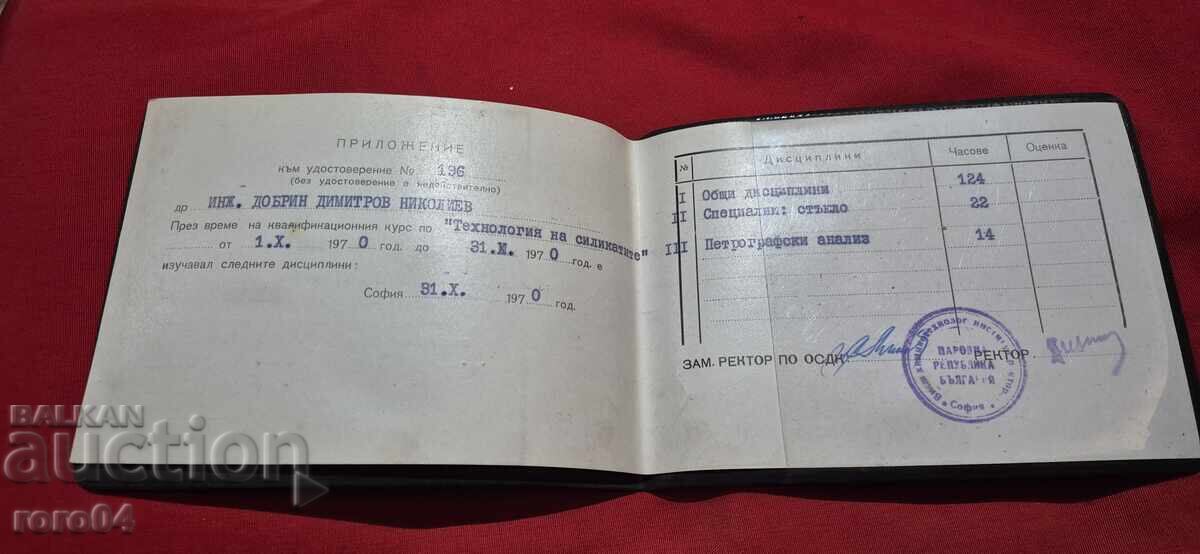 ПРИЛОЖЕНИЕ
към удостоверение №. 196
(без удостоверение е недействително)
др ИНЖ. ДОБРИН ДИМИТРОВ НИКОЛИЕВ
През време на квалификационния курс по "Технология на силикатите"
от 1.X. 1970 год. до 31.X. 1970 год. е
изучавал следните дисциплини:
София 31.X. 1970 год.
№ Дисциплини Часове Оценка
I Общи дисциплини 124
II Специални: стъкло 22
III Петрографски анализ 14
ЗАМ. РЕКТОР ПО ОСДК РЕКТОР
НАРОДНА
РЕПУБЛИКА
БЪЛГАРИЯ
София
BALKAN
auction
roro04